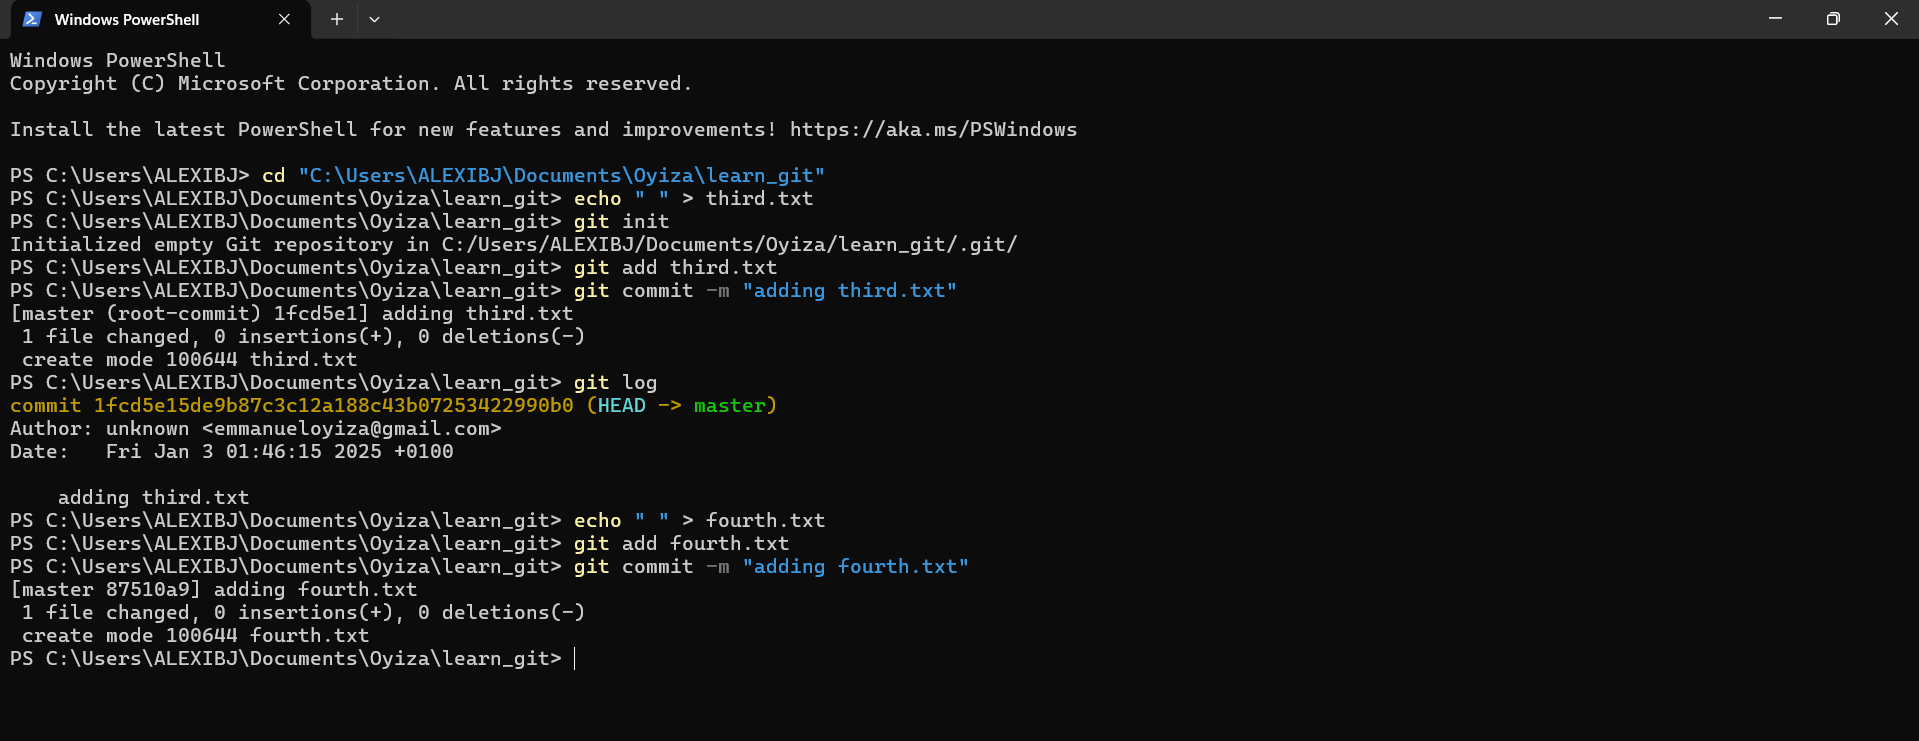 Windows PowerShell
Windows PowerShell
Copyright (C) Microsoft Corporation. All rights reserved.
Install the latest PowerShell for new features and improvements! https://aka.ms/PSWindows
PS C:\Users\ALEXIBJ> cd "C:\Users\ALEXIBJ\Documents\Oyiza\learn_git"
PS C:\Users\ALEXIBJ\Documents\Oyiza\learn_git> echo " " > third.txt
PS C:\Users\ALEXIBJ\Documents\Oyiza\learn_git> git init
Initialized empty Git repository in C:/Users/ALEXIBJ/Documents/Oyiza/learn_git/.git/
PS C:\Users\ALEXIBJ\Documents\Oyiza\learn_git> git add third.txt
PS C:\Users\ALEXIBJ\Documents\Oyiza\learn_git> git commit -m "adding third.txt"
[master (root-commit) 1fcd5e1] adding third.txt
 1 file changed, 0 insertions(+), 0 deletions(-)
 create mode 100644 third.txt
PS C:\Users\ALEXIBJ\Documents\Oyiza\learn_git> git log
commit 1fcd5e15de9b87c3c12a188c43b07253422990b0 (HEAD -> master)
Author: unknown <emmanueloyiza@gmail.com>
Date:   Fri Jan 3 01:46:15 2025 +0100
    adding third.txt
PS C:\Users\ALEXIBJ\Documents\Oyiza\learn_git> echo " " > fourth.txt
PS C:\Users\ALEXIBJ\Documents\Oyiza\learn_git> git add fourth.txt
PS C:\Users\ALEXIBJ\Documents\Oyiza\learn_git> git commit -m "adding fourth.txt"
[master 87510a9] adding fourth.txt
 1 file changed, 0 insertions(+), 0 deletions(-)
 create mode 100644 fourth.txt
PS C:\Users\ALEXIBJ\Documents\Oyiza\learn_git>